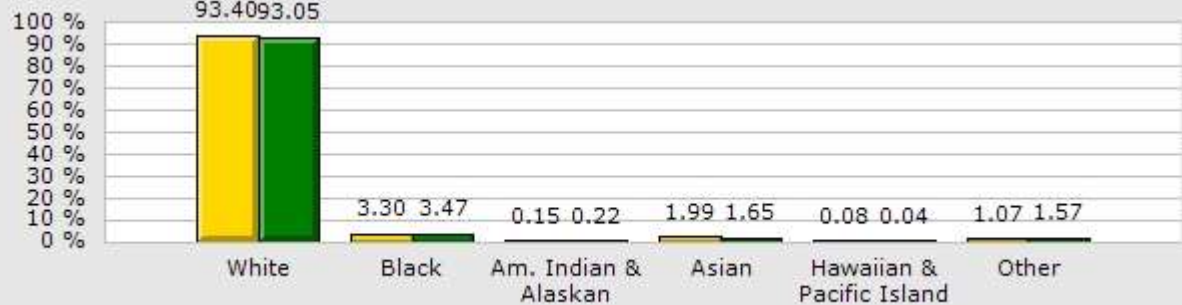 93.40 93.05
100 %
90 %
80 %
70 %
60 %
50 %
40 %
30 %
20 %
10 %
0 %
3.30 3.47
0.15 0.22
1.99 1.65
0.08 0.04
1.07 1.57
White
Black
Am. Indian &
Alaskan
Asian
Hawaiian &
Pacific Island
Other